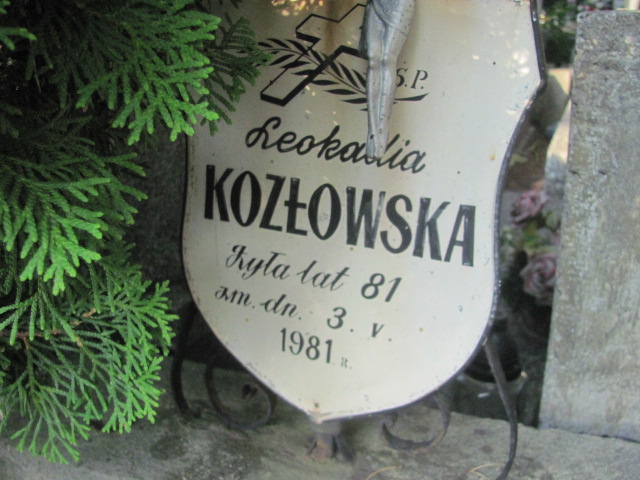 Ś.P.
Leokadia
KOZŁOWSKA
Żyła lat 81
zm. dn. 3. v.
1981 R.